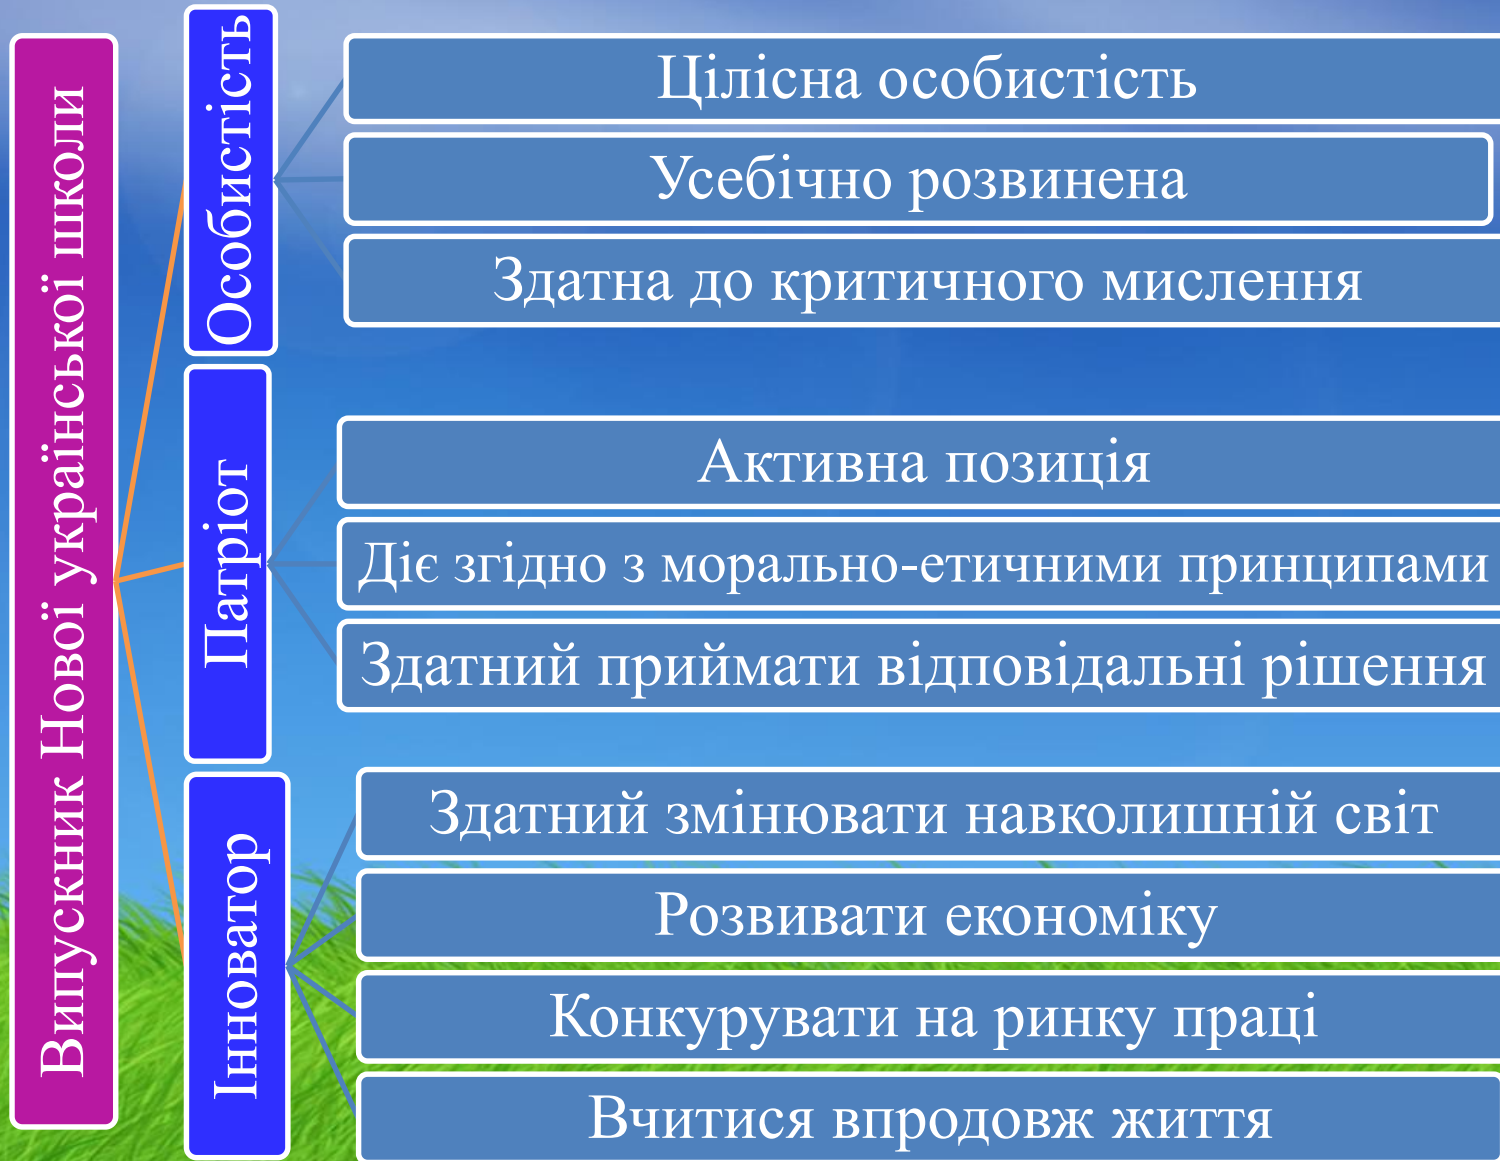 Випускник Нової української школи
Особистість
Цілісна особистість
Усебічно розвинена
Здатна до критичного мислення
Патріот
Активна позиція
Діє згідно з морально-етичними принципами
Здатний приймати відповідальні рішення
Інноватор
Здатний змінювати навколишній світ
Розвивати економіку
Конкурувати на ринку праці
Вчитися впродовж життя